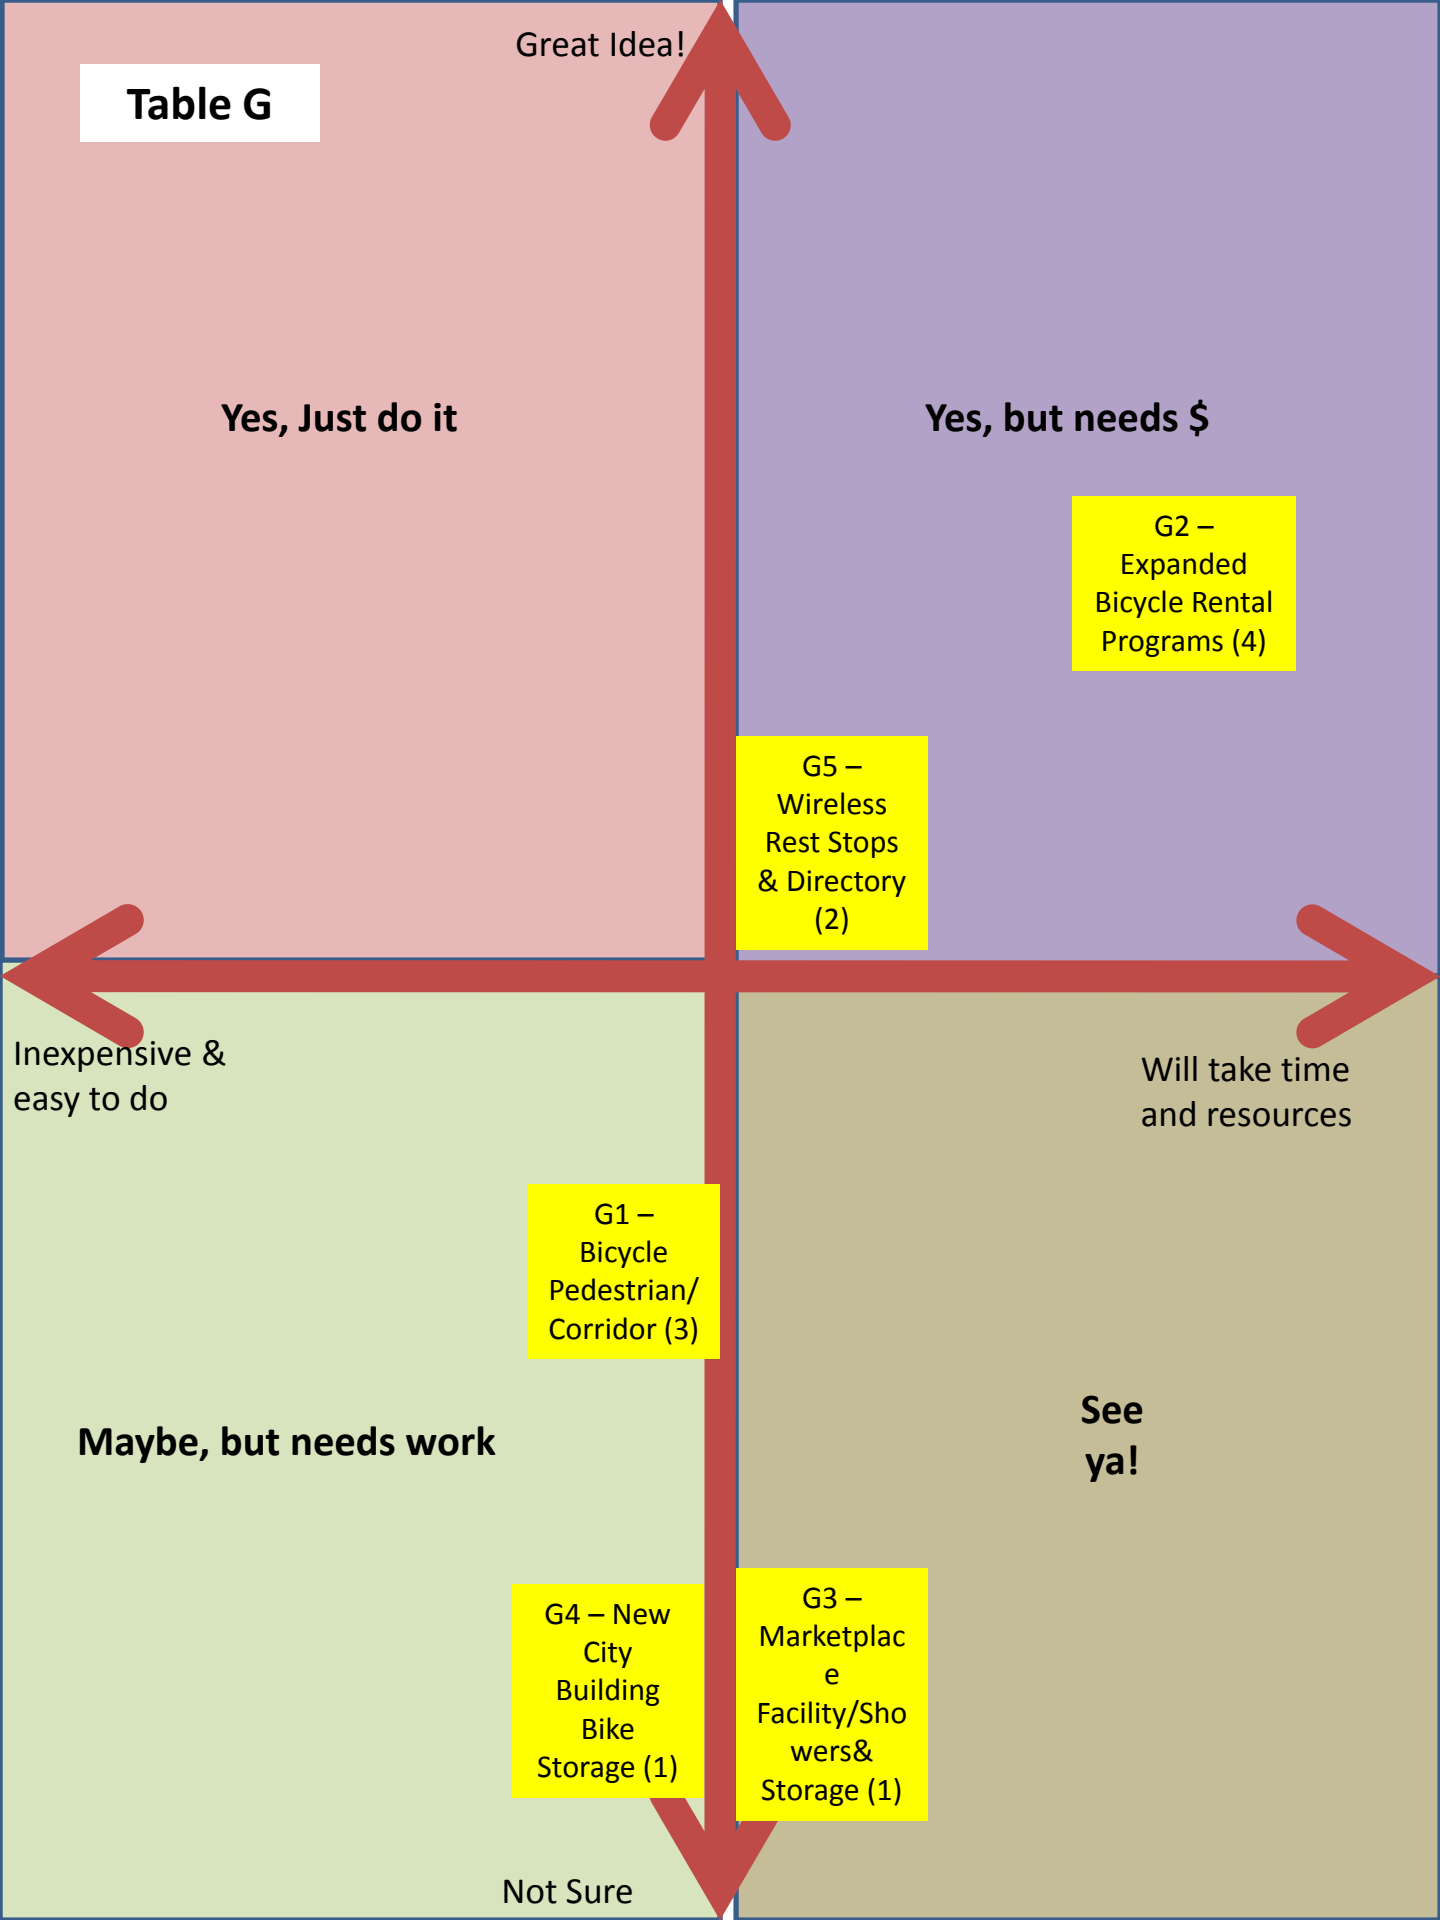 Great Idea!
Table G
Yes, Just do it
Yes, but needs $
G2 –
Expanded
Bicycle Rental
Programs (4)
G5 –
Wireless
Rest Stops
& Directory
(2)
Inexpensive &
easy to do
Will take time
and resources
G1 –
Bicycle
Pedestrian/
Corridor (3)
Maybe, but needs work
See
ya!
G4 – New
City
Building
Bike
Storage (1)
G3 –
Marketplac
e
Facility/Sho
wers&
Storage (1)
Not Sure